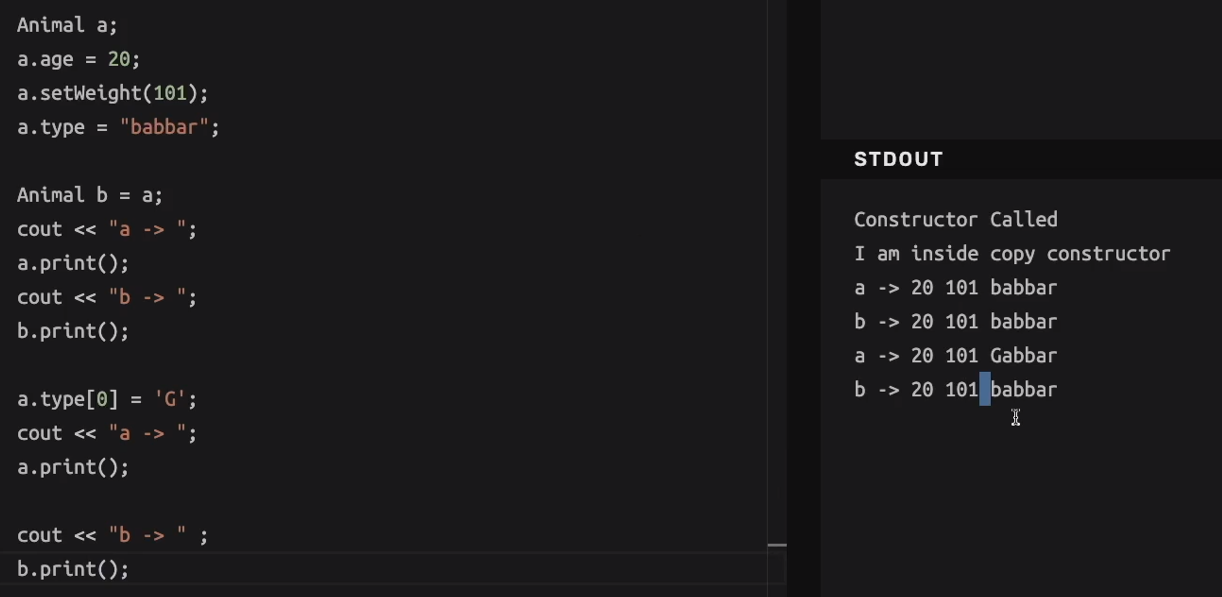 Animal a;
a.age = 20;
a.setWeight(101);
a.type = "babbar";
Animal b = a;
cout << "a -> ";
a.print();
cout << "b -> ";
b.print();
a.type[0] = 'G';
cout << "a -> ";
a.print();
cout << "b -> " ;
b.print();
STDOUT
Constructor Called
I am inside copy constructor
a -> 20 101 babbar
b -> 20 101 babbar
a -> 20 101 Gabbar
b -> 20 101 babbar